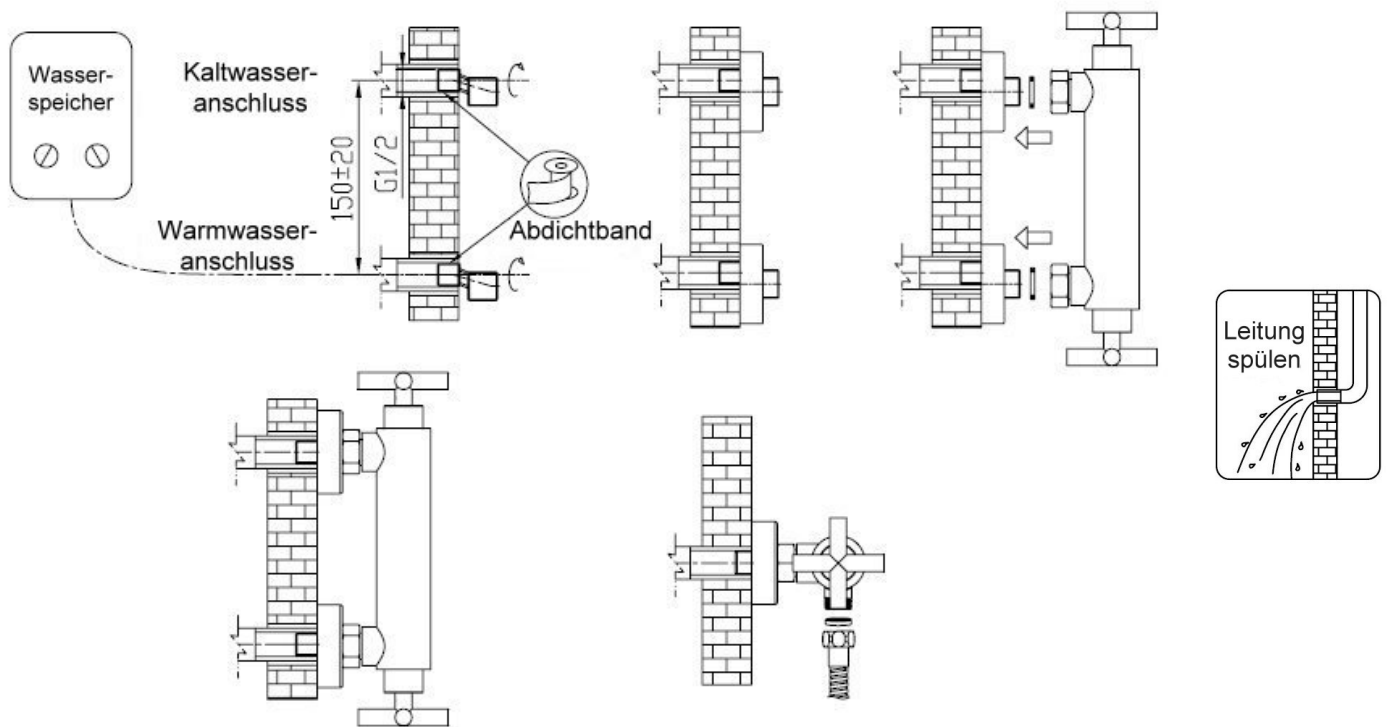 Wasser-
speicher
Kaltwasser-
anschluss
150±20
G1/2
Abdichtband
Warmwasser-
anschluss
Leitung
spülen